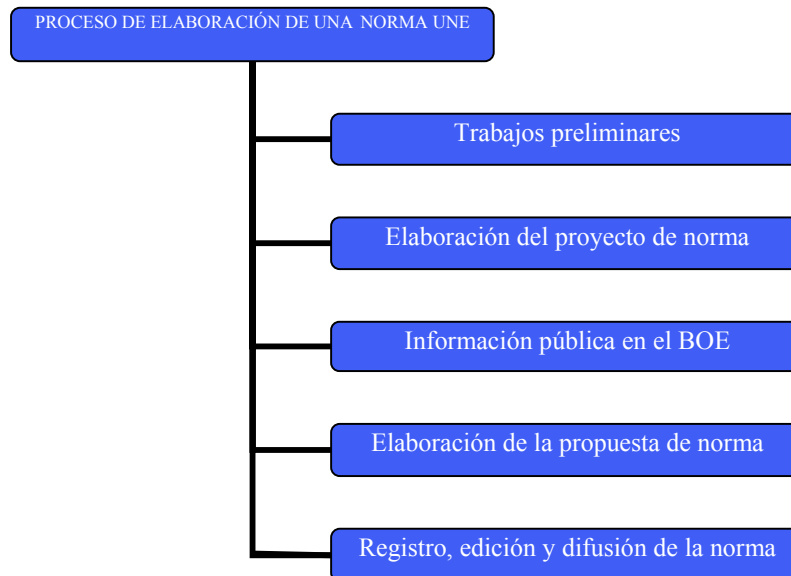 PROCESO DE ELABORACIÓN DE UNA NORMA UNE
Trabajos preliminares
Elaboración del proyecto de norma
Información pública en el BOE
Elaboración de la propuesta de norma
Registro, edición y difusión de la norma